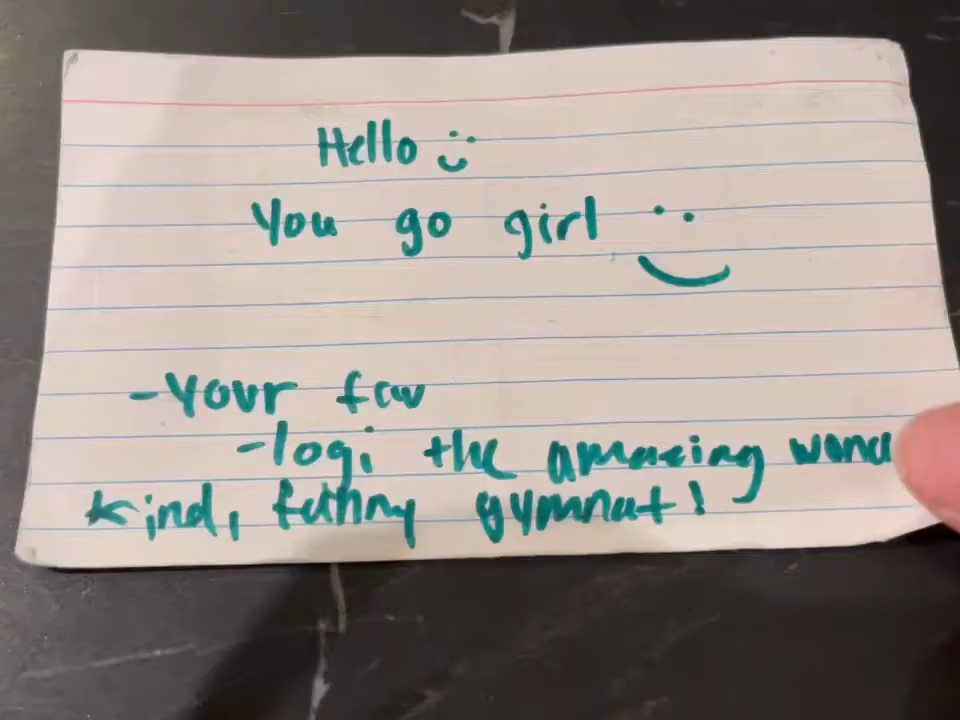 Hello
You go girl
-Your fav
-logi the amazing
kind, funny gymnat!